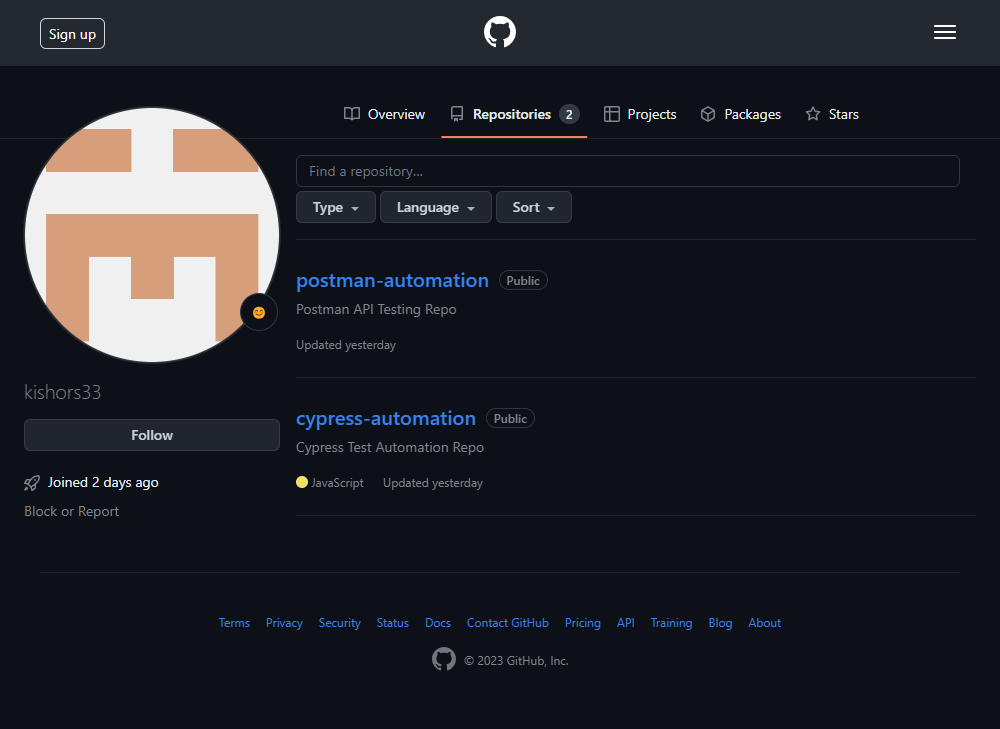 Sign up
Overview Repositories 2 Projects Packages Stars
Find a repository...
Type Language Sort
postman-automation Public
Postman API Testing Repo
Updated yesterday
kishors33
cypress-automation Public
Follow
Cypress Test Automation Repo
Joined 2 days ago
JavaScript Updated yesterday
Block or Report
Terms Privacy Security Status Docs Contact GitHub Pricing API Training Blog About
© 2023 GitHub, Inc.